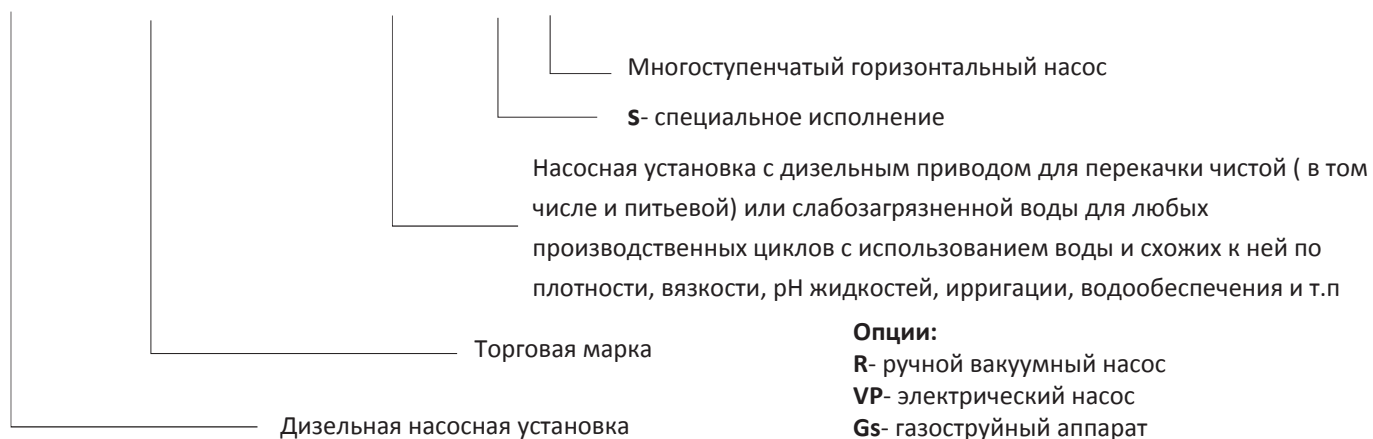 Многоступенчатый горизонтальный насос
S- специальное исполнение
Насосная установка с дизельным приводом для перекачки чистой ( в том
числе и питьевой) или слабозагрязненной воды для любых
производственных циклов с использованием воды и схожих к ней по
плотности, вязкости, pH жидкостей, ирригации, водообеспечения и т.п
Торговая марка
Дизельная насосная установка
Опции:
R- ручной вакуумный насос
VP- электрический насос
Gs- газоструйный аппарат